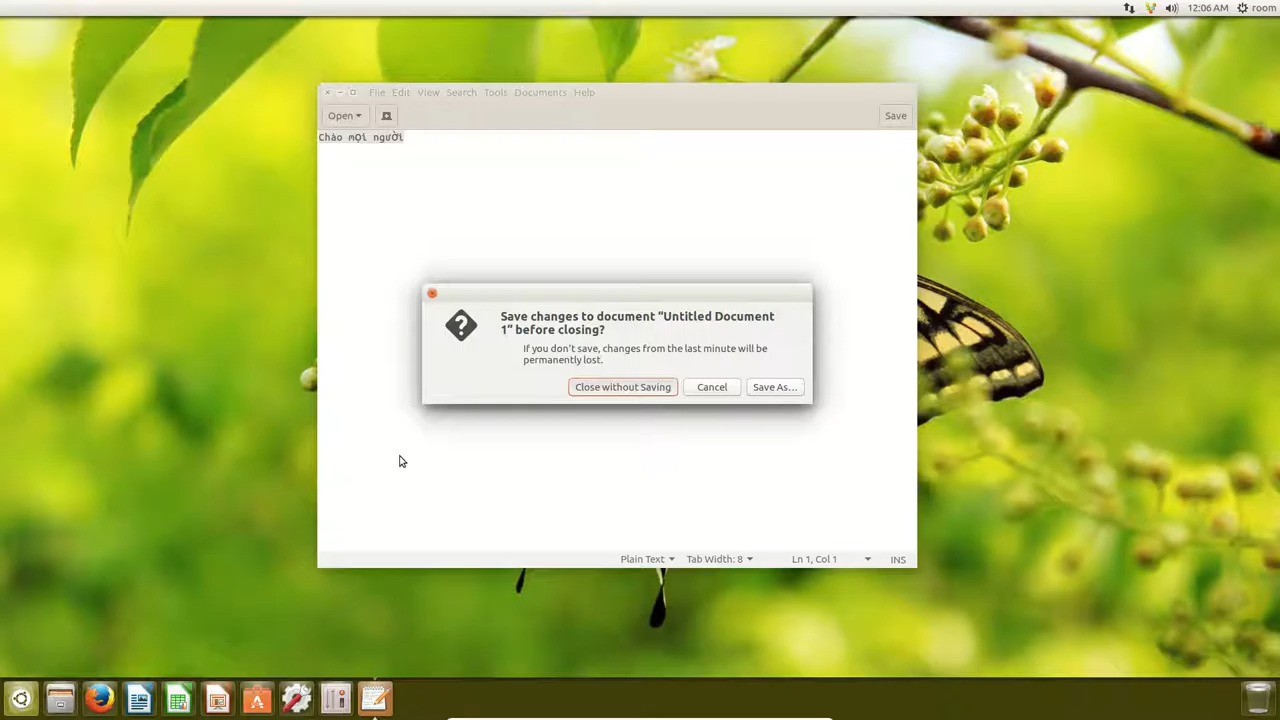 12:06 AM room
File Edit View Search Tools Documents Help
Open Save
Chào mọi người
Save changes to document “Untitled Document
1” before closing?
If you don't save, changes from the last minute will be
permanently lost.
Close without Saving Cancel Save As...
Plain Text Tab Width: 8 Ln 1, Col 1 INS